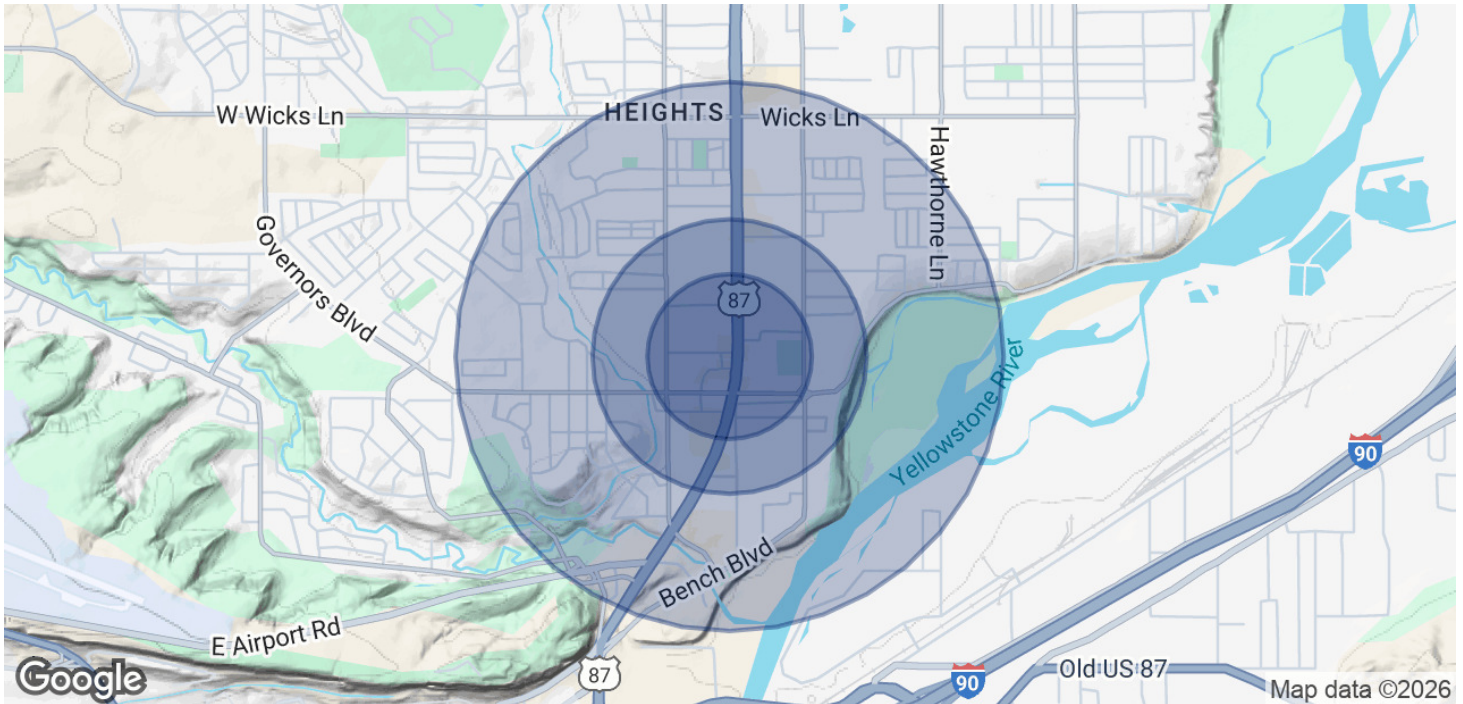 W Wicks Ln
HEIGHTS
Wicks Ln
Hawthorne Ln
Governors Blvd
87
Yellowstone River
90
Bench Blvd
E Airport Rd
87
90
Old US 87
Google
Map data ©2026